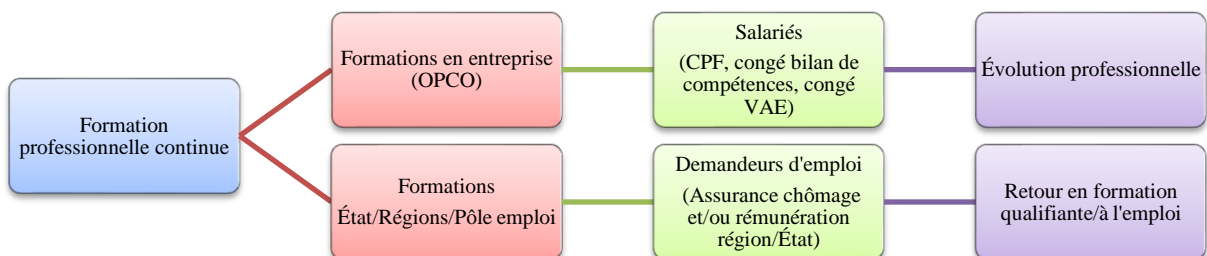 Formation
professionnelle continue
Formations en entreprise
(OPCO)
Salariés
(CPF, congé bilan de
compétences, congé
VAE)
Évolution professionnelle
Formations
État/Régions/Pôle emploi
Demandeurs d'emploi
(Assurance chômage
et/ou rémunération
région/État)
Retour en formation
qualifiante/à l'emploi